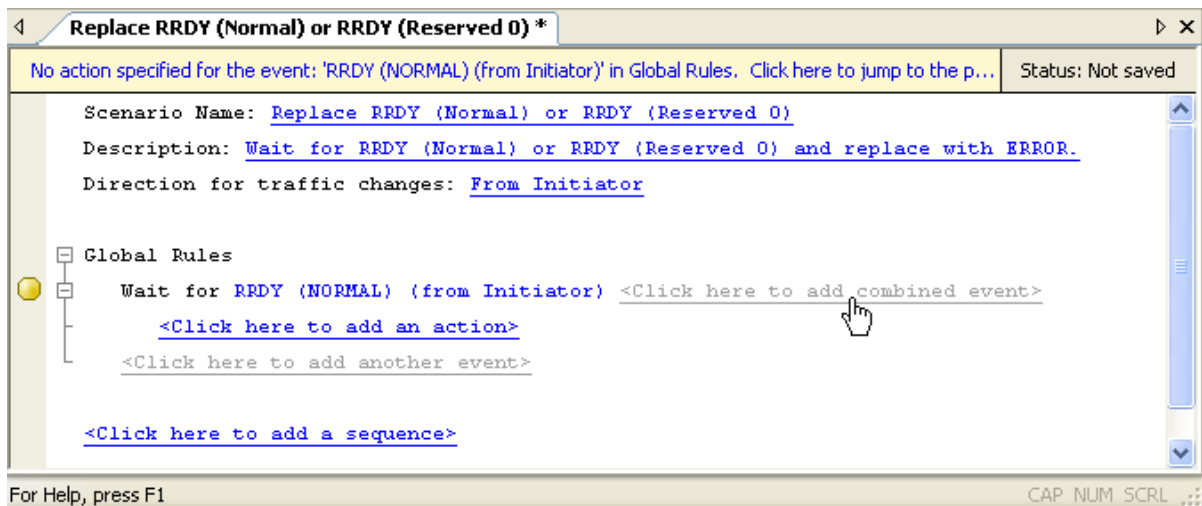 Replace RRDY (Normal) or RRDY (Reserved 0) *
No action specified for the event: 'RRDY (NORMAL) (from Initiator)' in Global Rules. Click here to jump to the p... Status: Not saved
Scenario Name: Replace RRDY (Normal) or RRDY (Reserved 0)
Description: Wait for RRDY (Normal) or RRDY (Reserved 0) and replace with ERROR.
Direction for traffic changes: From Initiator
Global Rules
Wait for RRDY (NORMAL) (from Initiator) <Click here to add combined event>
<Click here to add an action>
<Click here to add another event>
<Click here to add a sequence>
For Help, press F1 CAP NUM SCRL